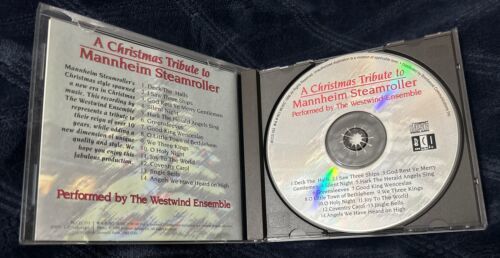 A Christmas Tribute to
Mannheim Steamroller
Mannheim Steamroller's
Christmas style spawned
a new era in Christmas
music. This recording by
The Westwind Ensemble
represents a tribute to
their reign of over 10
years, while adding a
new dimension of unique
quality and style. We
hope you enjoy this
fabulous production.
1. Deck The Halls
2. I Saw Three Ships
3. God Rest Ye Merry Gentlemen
4. Silent Night
5. Hark The Herald Angels Sing
6. Greensleeves
7. Good King Wenceslas
8. O Little Town of Bethlehem
9. We Three Kings
10. O Holy Night
11. Joy To The World
12. Coventry Carol
13. Jingle Bells
14. Angels We Have Heard on High
Performed by The Westwind Ensemble
A Christmas Tribute to
Mannheim Steamroller
Performed by The Westwind Ensemble
1.Deck The Halls 2.I Saw Three Ships 3.God Rest Ye Merry
Gentlemen 4.Silent Night 5.Hark The Herald Angels Sing
6.Greensleeves 7.Good King Wenceslas
8.O Little Town of Bethlehem 9.We Three Kings
10.O Holy Night 11.Joy To The World
12.Coventry Carol 13.Jingle Bells
14.Angels We Have Heard on High